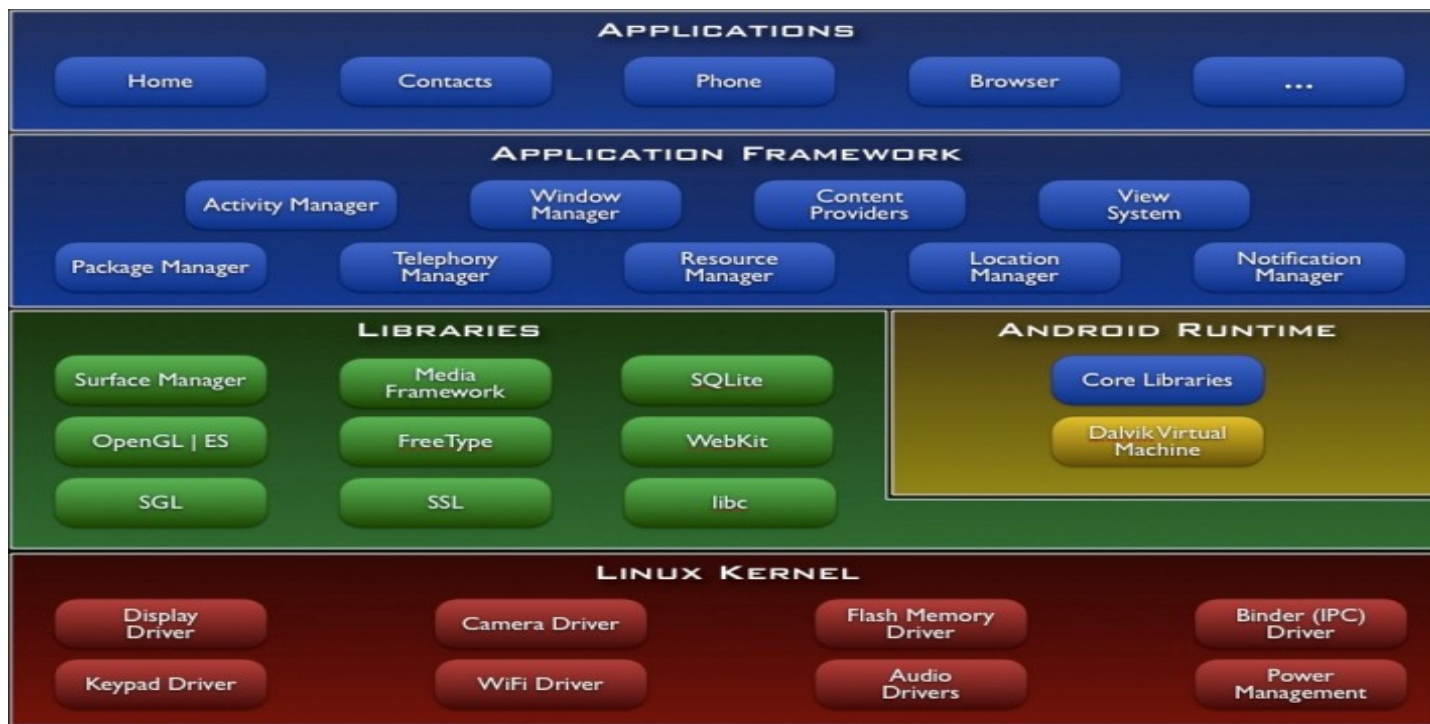 APPLICATIONS
Home
Contacts
Phone
Browser
...
APPLICATION FRAMEWORK
Activity Manager
Window
Manager
Content
Providers
View
System
Package Manager
Telephony
Manager
Resource
Manager
Location
Manager
Notification
Manager
LIBRARIES
Surface Manager
Media
Framework
SQLite
OpenGL | ES
FreeType
WebKit
SGL
SSL
libc
ANDROID RUNTIME
Core Libraries
Dalvik Virtual
Machine
LINUX KERNEL
Display
Driver
Camera Driver
Flash Memory
Driver
Binder (IPC)
Driver
Keypad Driver
WiFi Driver
Audio
Drivers
Power
Management